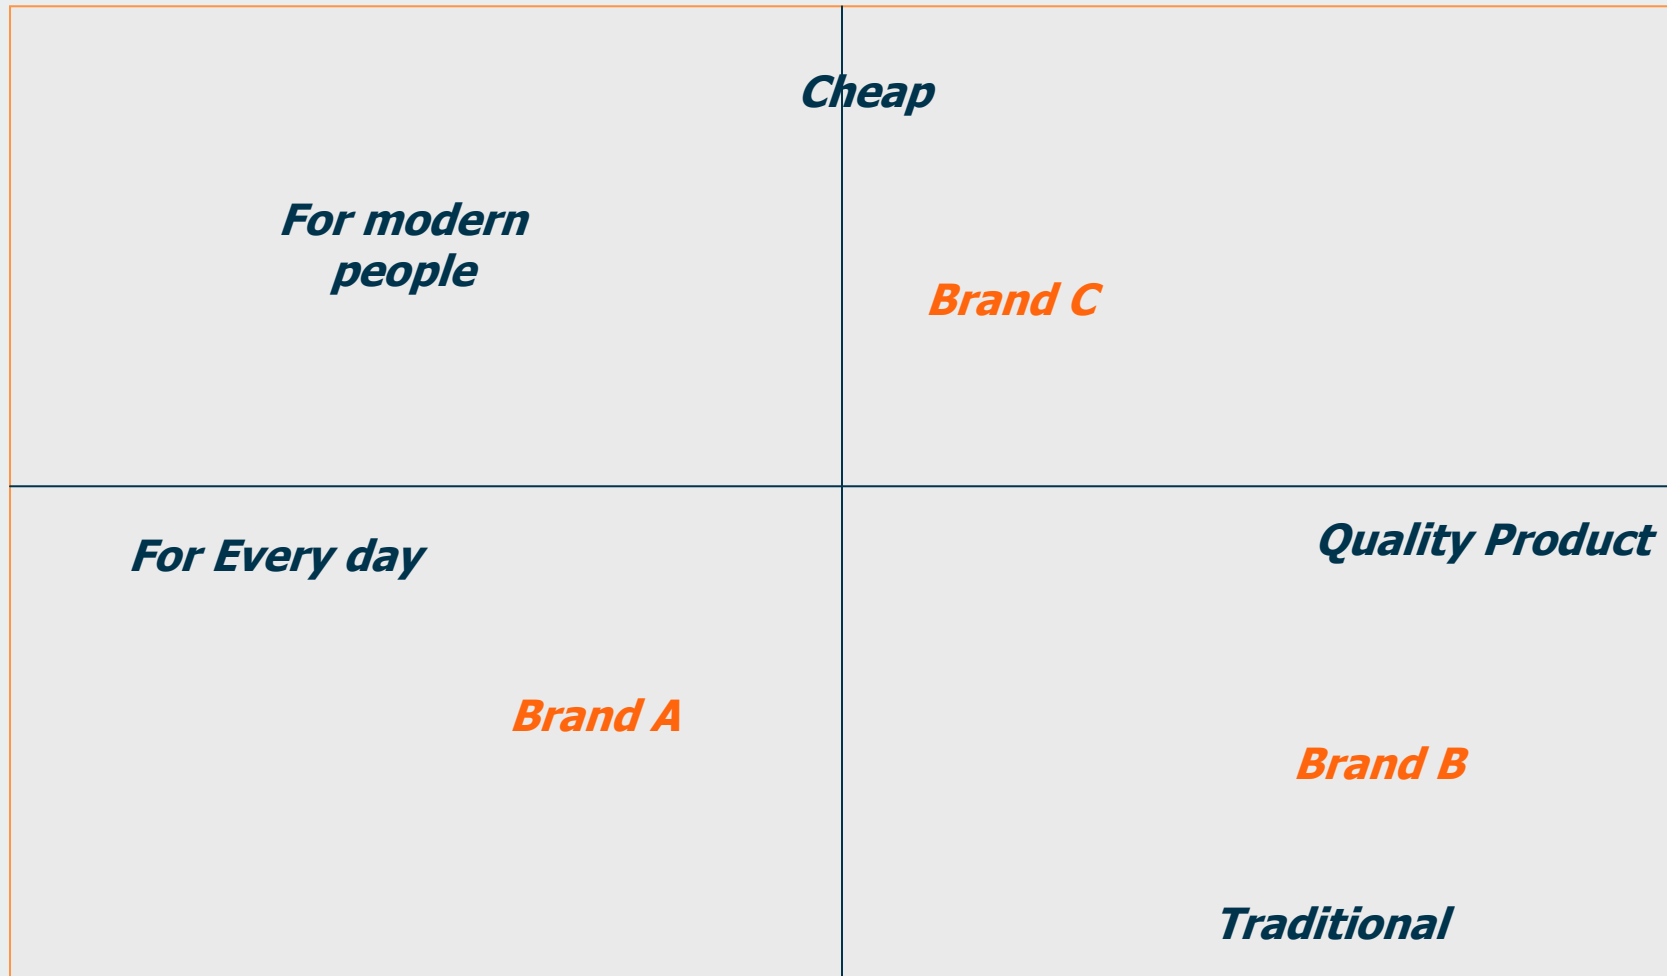 Cheap
For modern
people
Brand C
For Every day
Quality Product
Brand A
Brand B
Traditional